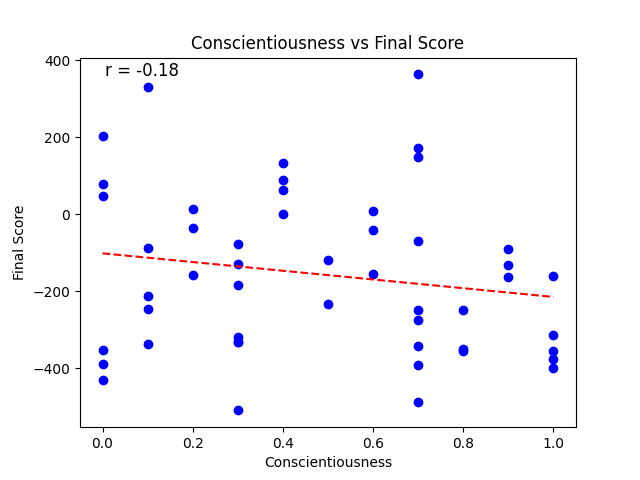 Conscientiousness vs Final Score
r = -0.18
Final Score
400
200
0
−200
−400
0.0 0.2 0.4 0.6 0.8 1.0
Conscientiousness